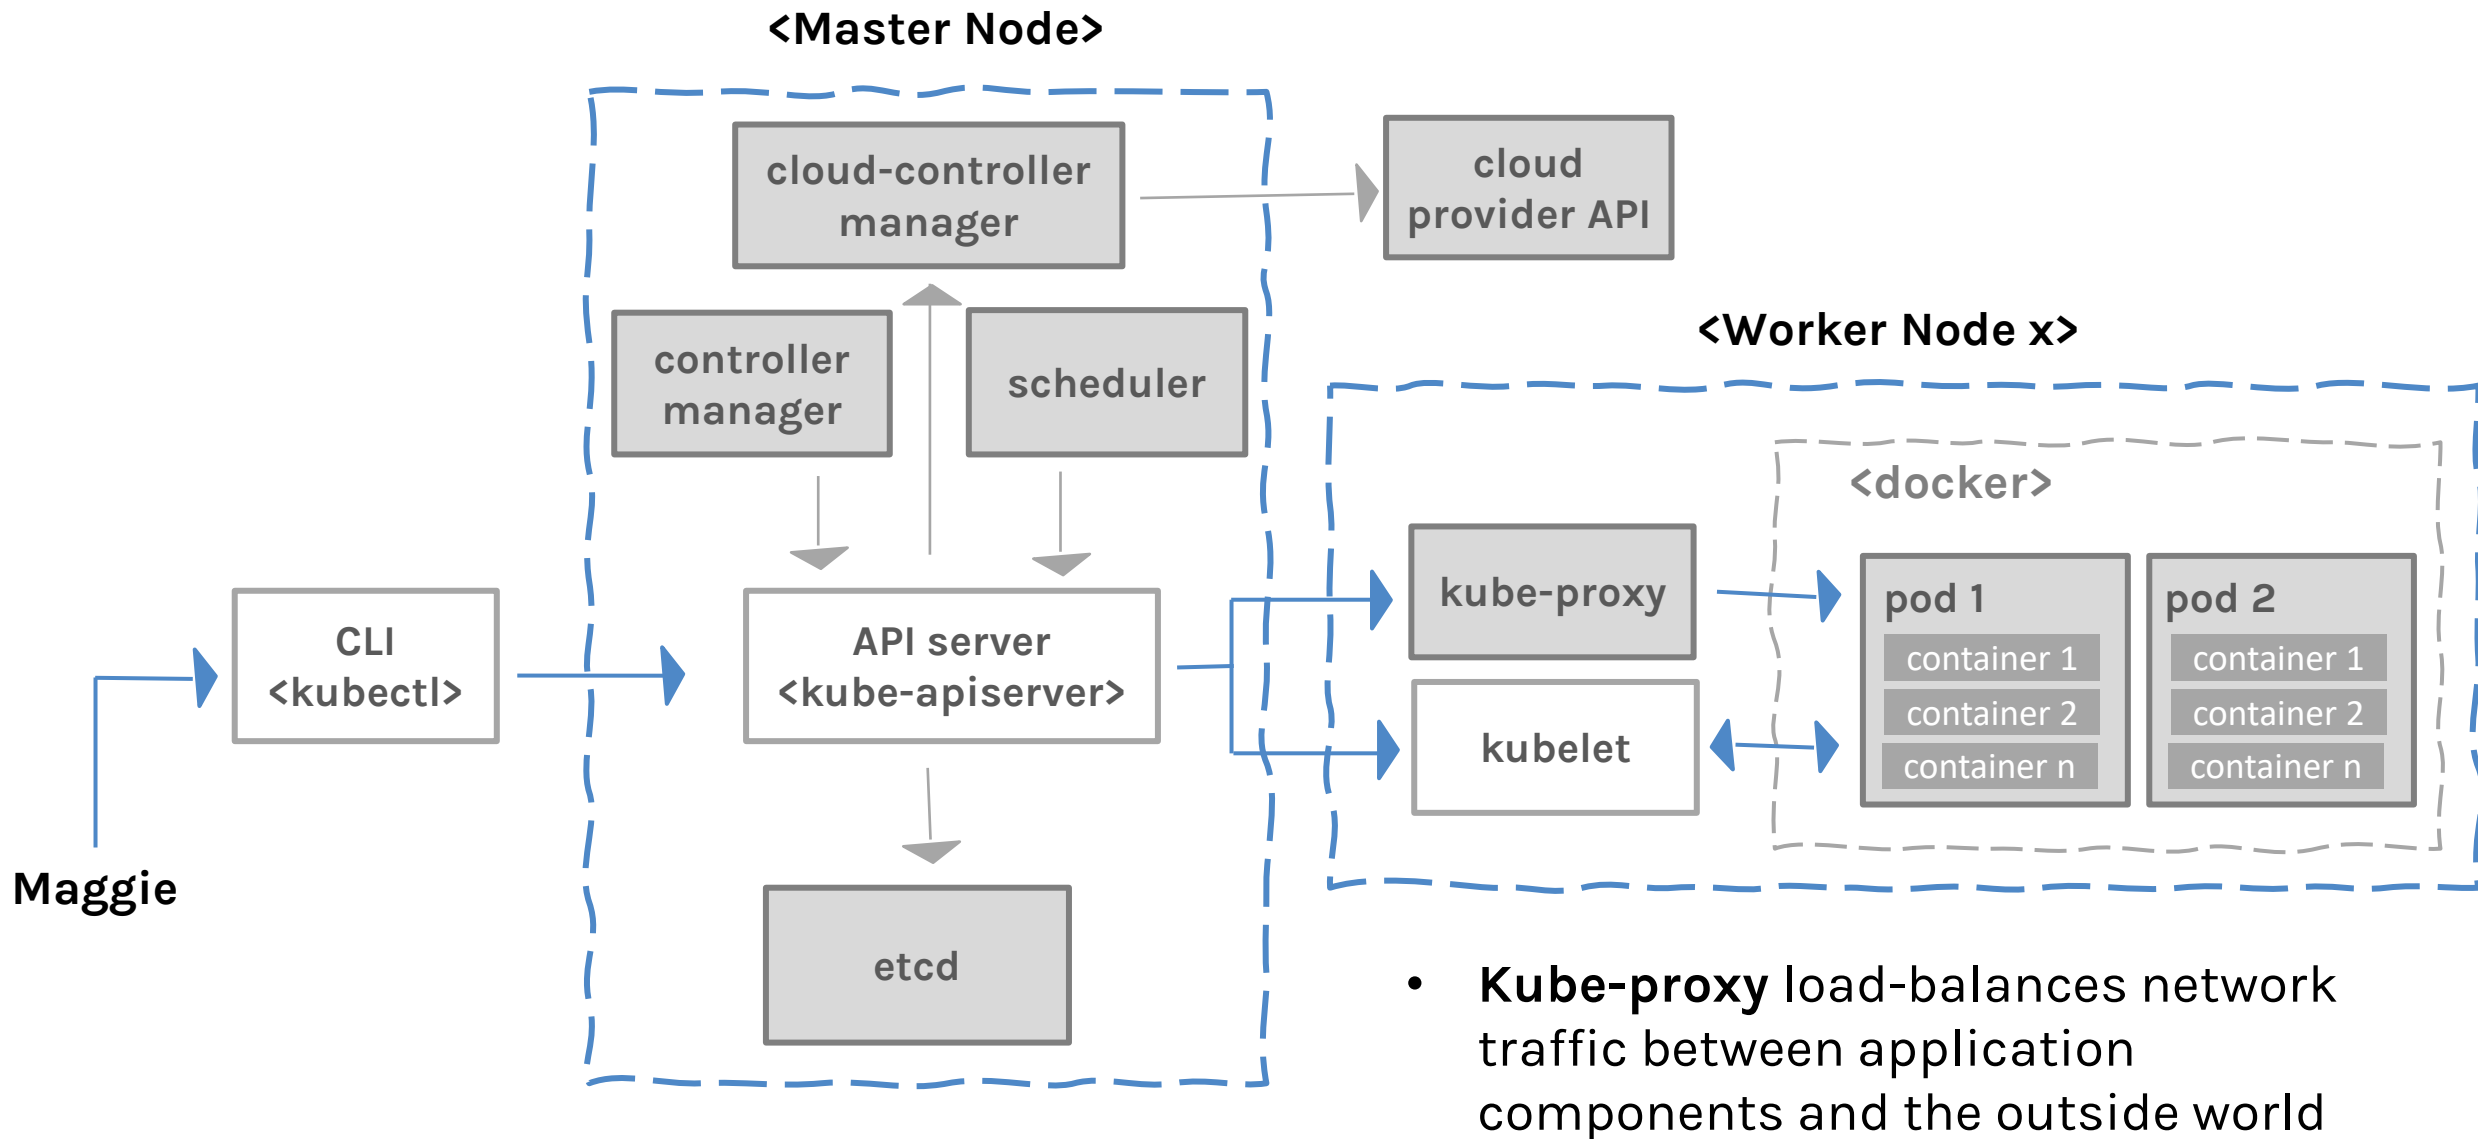 <Master Node>
cloud-controller
manager
cloud
provider API
controller
manager
scheduler
<Worker Node x>
<docker>
CLI
<kubectl>
API server
<kube-apiserver>
kube-proxy
kubelet
pod 1
container 1
container 2
container n
pod 2
container 1
container 2
container n
Maggie
etcd
• Kube-proxy load-balances network
traffic between application
components and the outside world